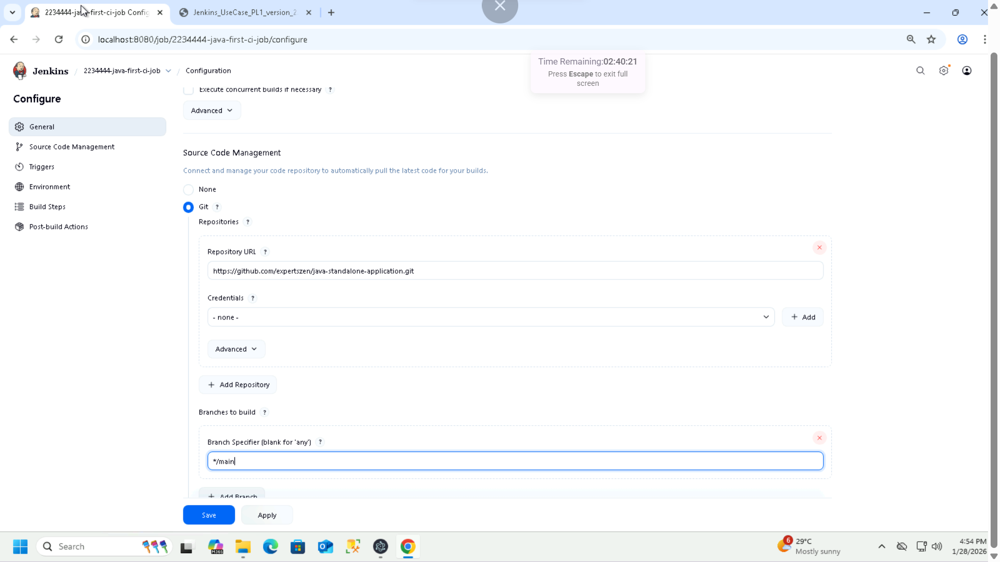 2234444-java-first-ci-job Config
Jenkins_UseCase_PL1_version_2
localhost:8080/job/2234444-java-first-ci-job/configure
Time Remaining:02:40:21
Press Escape to exit full
screen
Jenkins / 2234444-java-first-ci-job / Configuration
Configure
General
Source Code Management
Triggers
Environment
Build Steps
Post-build Actions
Execute concurrent builds if necessary ?
Advanced
Source Code Management
Connect and manage your code repository to automatically pull the latest code for your builds.
None
Git ?
Repositories ?
Repository URL ?
https://github.com/expertszen/java-standalone-application.git
Credentials ?
- none -
+ Add
Advanced
+ Add Repository
Branches to build ?
Branch Specifier (blank for 'any') ?
*/main
+ Add Branch
Save
Apply
Search
M365
6
29°C
Mostly sunny
4:54 PM
1/28/2026